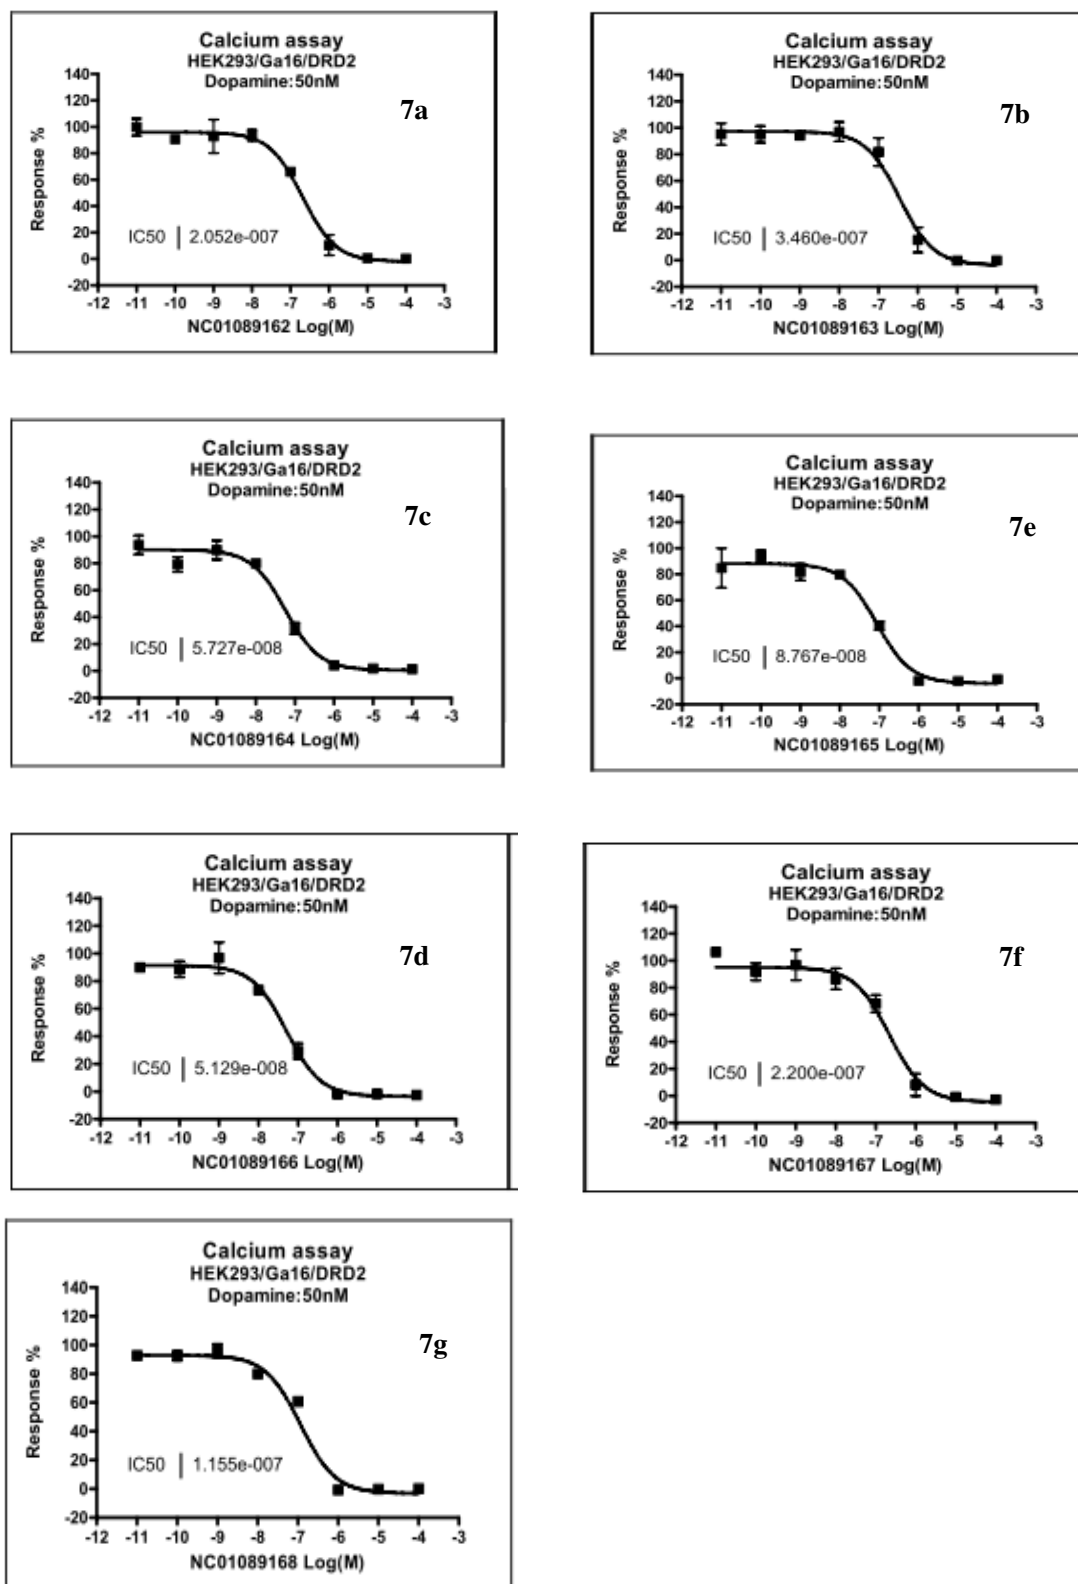 Calcium assay
HEK293/Ga16/DRD2
Dopamine:50nM
7a
Response %
140
120
100
80
60
40
20
0
-20
IC50 | 2.052e-007
-12 -11 -10 -9 -8 -7 -6 -5 -4 -3
NC01089162 Log(M)
Calcium assay
HEK293/Ga16/DRD2
Dopamine:50nM
7b
Response %
140
120
100
80
60
40
20
0
-20
IC50 | 3.460e-007
-12 -11 -10 -9 -8 -7 -6 -5 -4 -3
NC01089163 Log(M)
Calcium assay
HEK293/Ga16/DRD2
Dopamine:50nM
7c
Response %
140
120
100
80
60
40
20
0
-20
IC50 | 5.727e-008
-12 -11 -10 -9 -8 -7 -6 -5 -4 -3
NC01089164 Log(M)
Calcium assay
HEK293/Ga16/DRD2
Dopamine:50nM
7e
Response %
140
120
100
80
60
40
20
0
-20
IC50 | 8.767e-008
-12 -11 -10 -9 -8 -7 -6 -5 -4 -3
NC01089165 Log(M)
Calcium assay
HEK293/Ga16/DRD2
Dopamine:50nM
7d
Response %
140
120
100
80
60
40
20
0
-20
IC50 | 5.129e-008
-12 -11 -10 -9 -8 -7 -6 -5 -4 -3
NC01089166 Log(M)
Calcium assay
HEK293/Ga16/DRD2
Dopamine:50nM
7f
Response %
140
120
100
80
60
40
20
0
-20
IC50 | 2.200e-007
-12 -11 -10 -9 -8 -7 -6 -5 -4 -3
NC01089167 Log(M)
Calcium assay
HEK293/Ga16/DRD2
Dopamine:50nM
7g
Response %
140
120
100
80
60
40
20
0
-20
IC50 | 1.155e-007
-12 -11 -10 -9 -8 -7 -6 -5 -4 -3
NC01089168 Log(M)